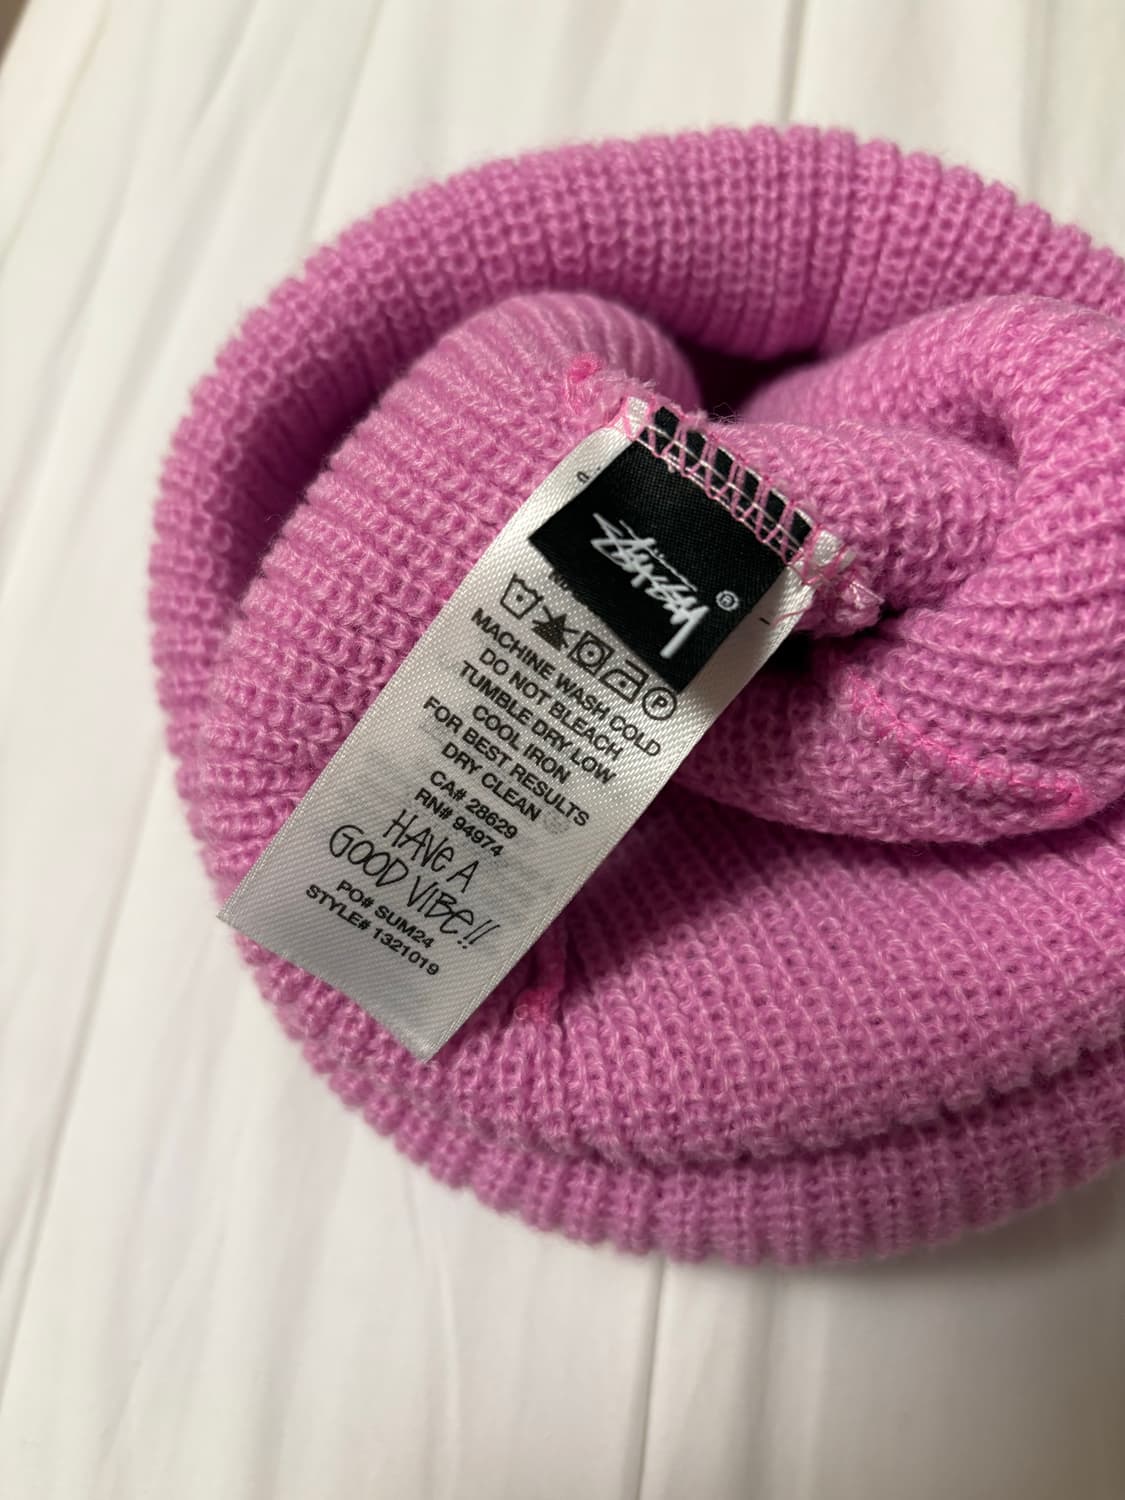 STÜSSY®
MACHINE WASH COLD
DO NOT BLEACH
TUMBLE DRY LOW
COOL IRON
FOR BEST RESULTS
DRY CLEAN
CA# 28629
RN# 94974
HAVE A
GOOD VIBE!!
PO# SUM24
STYLE# 1321019